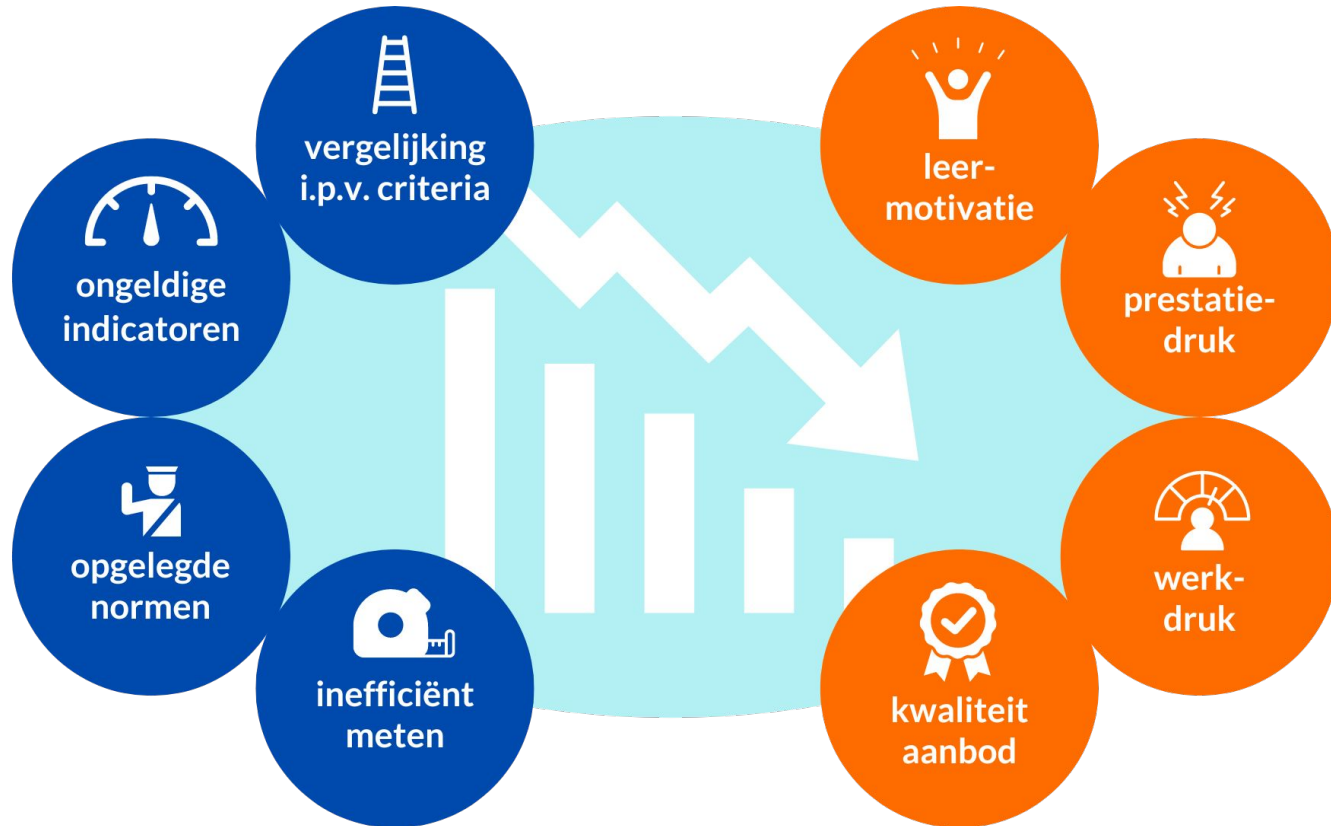 vergelijking
i.p.v. criteria
ongeldige
indicatoren
opgelegde
normen
inefficiënt
meten
leer-
motivatie
prestatie-
druk
werk-
druk
kwaliteit
aanbod